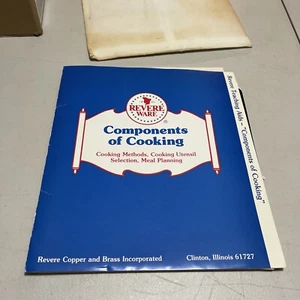 REVERE
WARE
®
Components
of Cooking
Cooking Methods, Cooking Utensil
Selection, Meal Planning
Revere Copper and Brass Incorporated
Clinton, Illinois 61727
Revere Teaching Aids - "Components of Cooking"